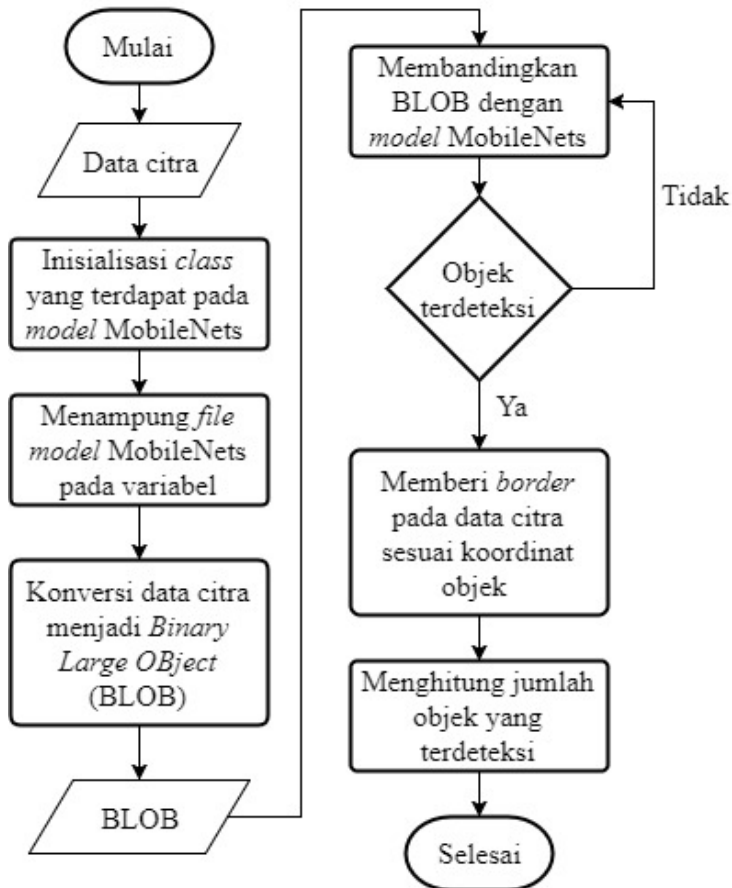 Mulai
Data citra
Inisialisasi class
yang terdapat pada
model MobileNets
Menampung file
model MobileNets
pada variabel
Konversi data citra
menjadi Binary
Large OBject
(BLOB)
BLOB
Membandingkan
BLOB dengan
model MobileNets
Tidak
Objek
terdeteksi
Ya
Memberi border
pada data citra
sesuai koordinat
objek
Menghitung jumlah
objek yang
terdeteksi
Selesai